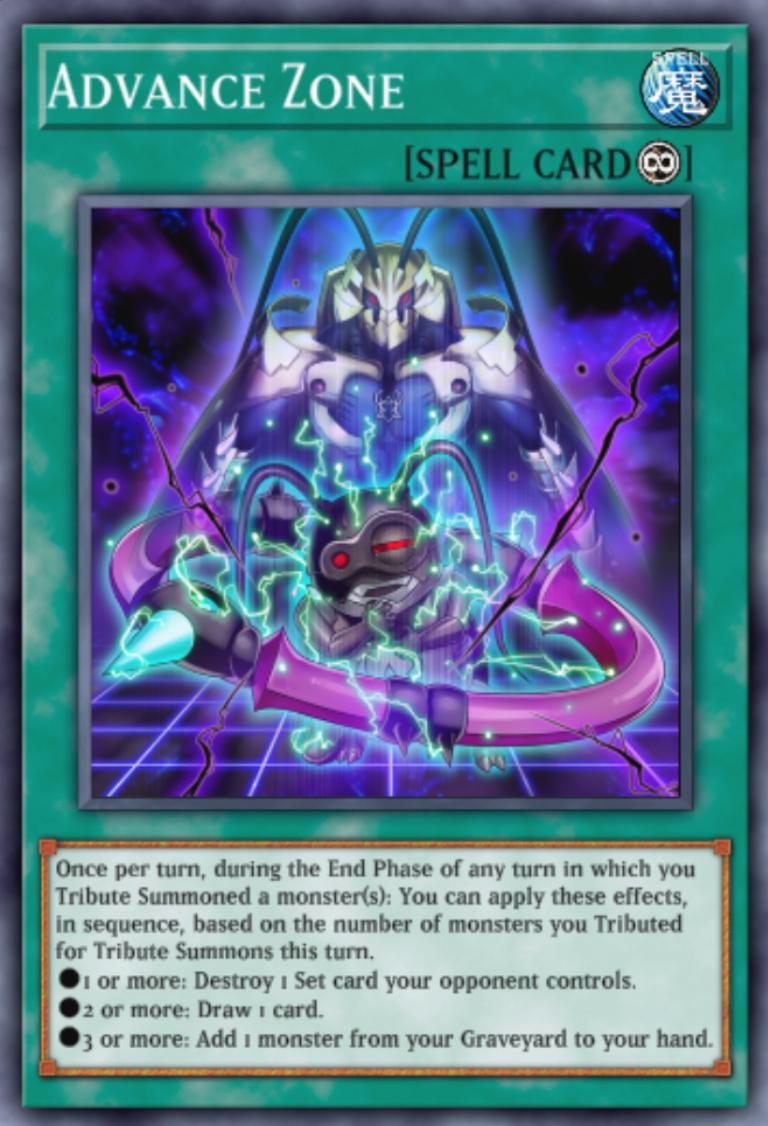 ADVANCE ZONE
SPELL
魔
[SPELL CARD]
Once per turn, during the End Phase of any turn in which you
Tribute Summoned a monster(s): You can apply these effects,
in sequence, based on the number of monsters you Tributed
for Tribute Summons this turn.
●1 or more: Destroy 1 Set card your opponent controls.
●2 or more: Draw 1 card.
●3 or more: Add 1 monster from your Graveyard to your hand.